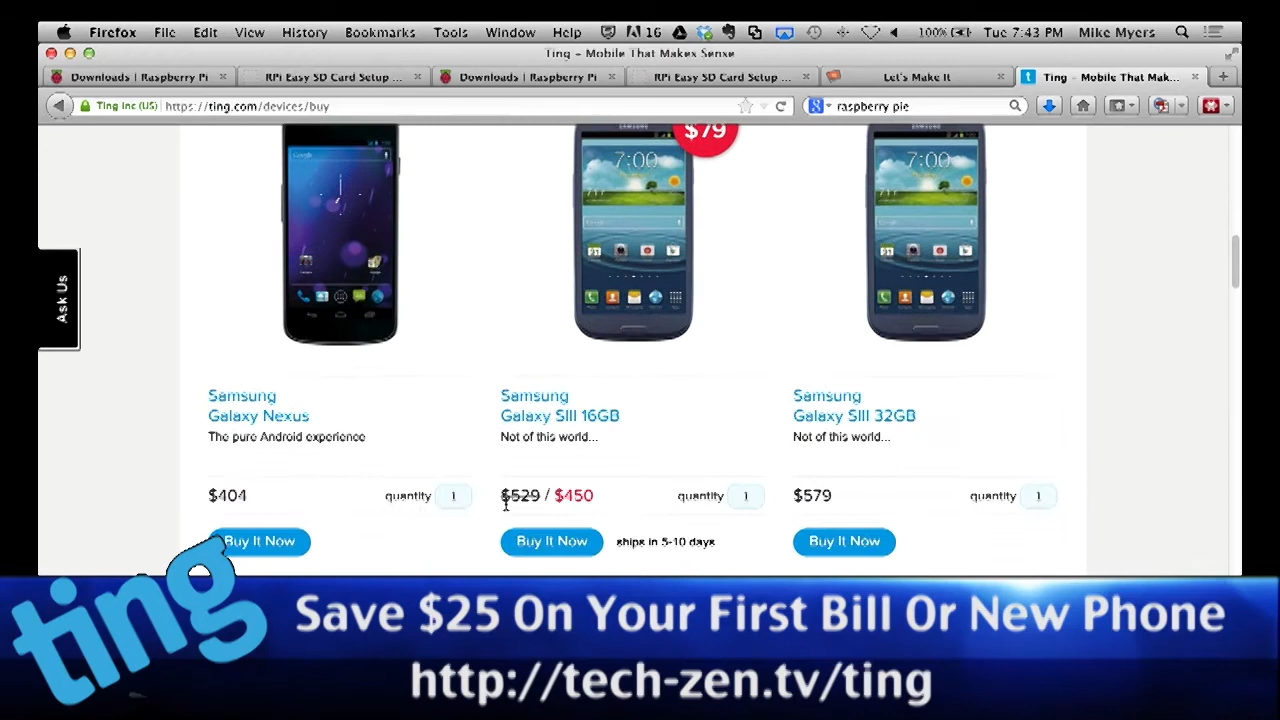 Firefox File Edit View History Bookmarks Tools Window Help 16 100% Tue 7:43 PM Mike Myers
Ting – Mobile That Makes Sense
Downloads | Raspberry Pi RPi Easy SD Card Setup ... Downloads | Raspberry Pi RPi Easy SD Card Setup ... Let's Make It Ting – Mobile That Mak...
Ting Inc (US) https://ting.com/devices/buy raspberry pie
$79
7:00 7:00
Ask Us
Samsung Samsung Samsung
Galaxy Nexus Galaxy SIII 16GB Galaxy SIII 32GB
The pure Android experience Not of this world... Not of this world...
$404 quantity 1 $529 / $450 quantity 1 $579 quantity 1
Buy It Now Buy It Now ships in 5-10 days Buy It Now
ting Save $25 On Your First Bill Or New Phone
http://tech-zen.tv/ting